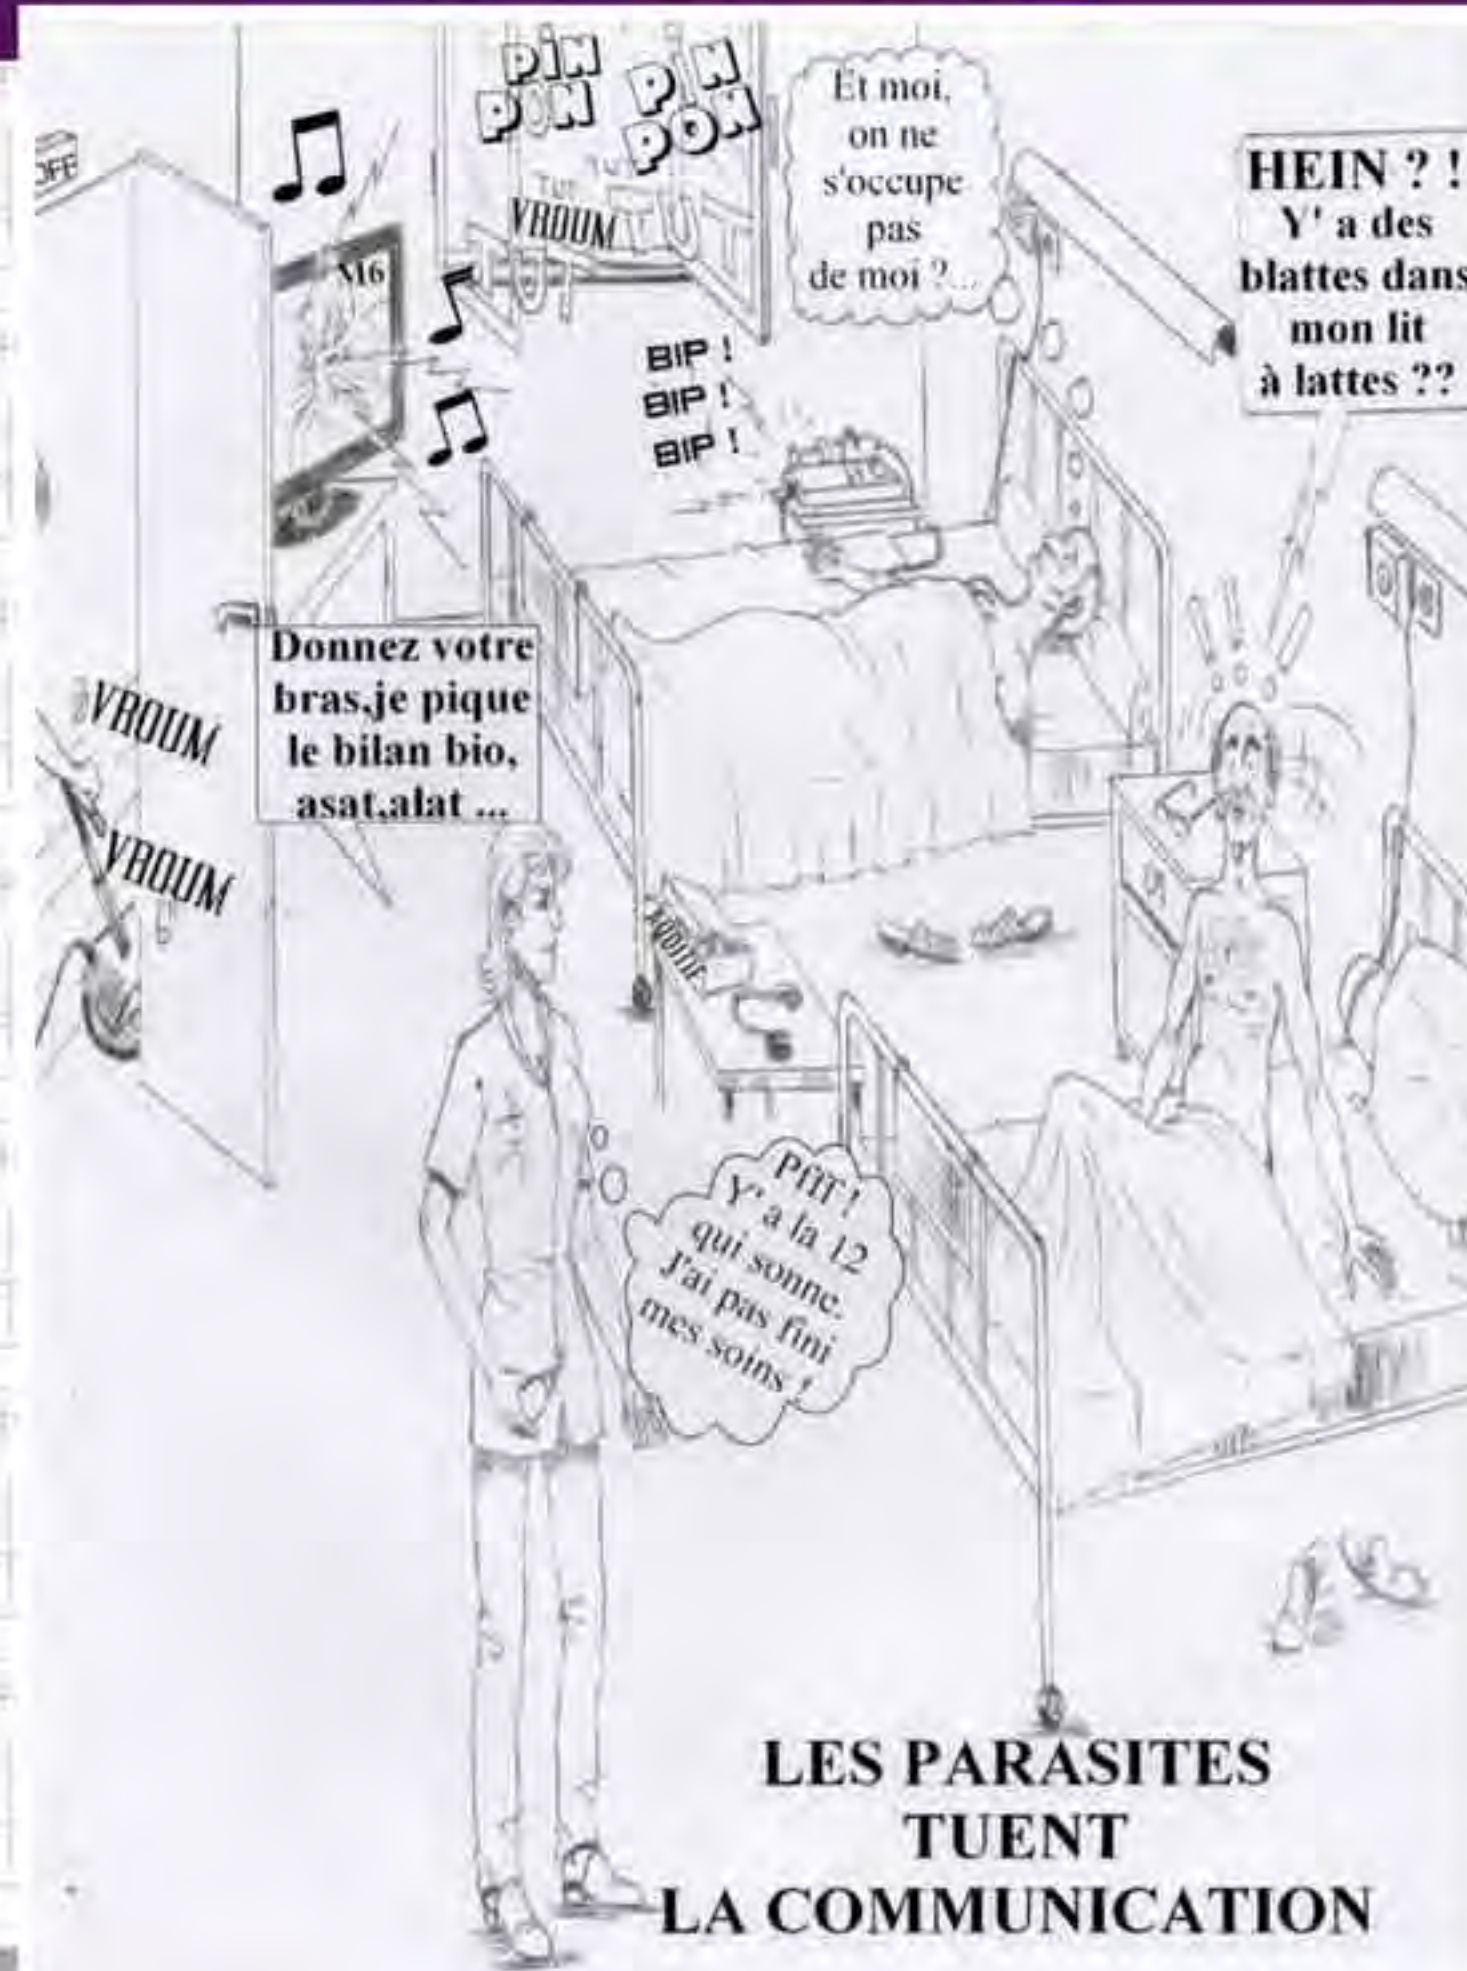 PIN
PON
PIN
PON
TUT
VROUM
M6
Et moi,
on ne
s'occupe
pas
de moi ?...
HEIN ? !
Y' a des
blattes dans
mon lit
à lattes ??
BIP !
BIP !
BIP !
Donnez votre
bras,je pique
le bilan bio,
asat,alat ...
VROUM
VROUM
Pfff !
Y' a la 12
qui sonne.
J'ai pas fini
mes soins !
LES PARASITES
TUENT
LA COMMUNICATION